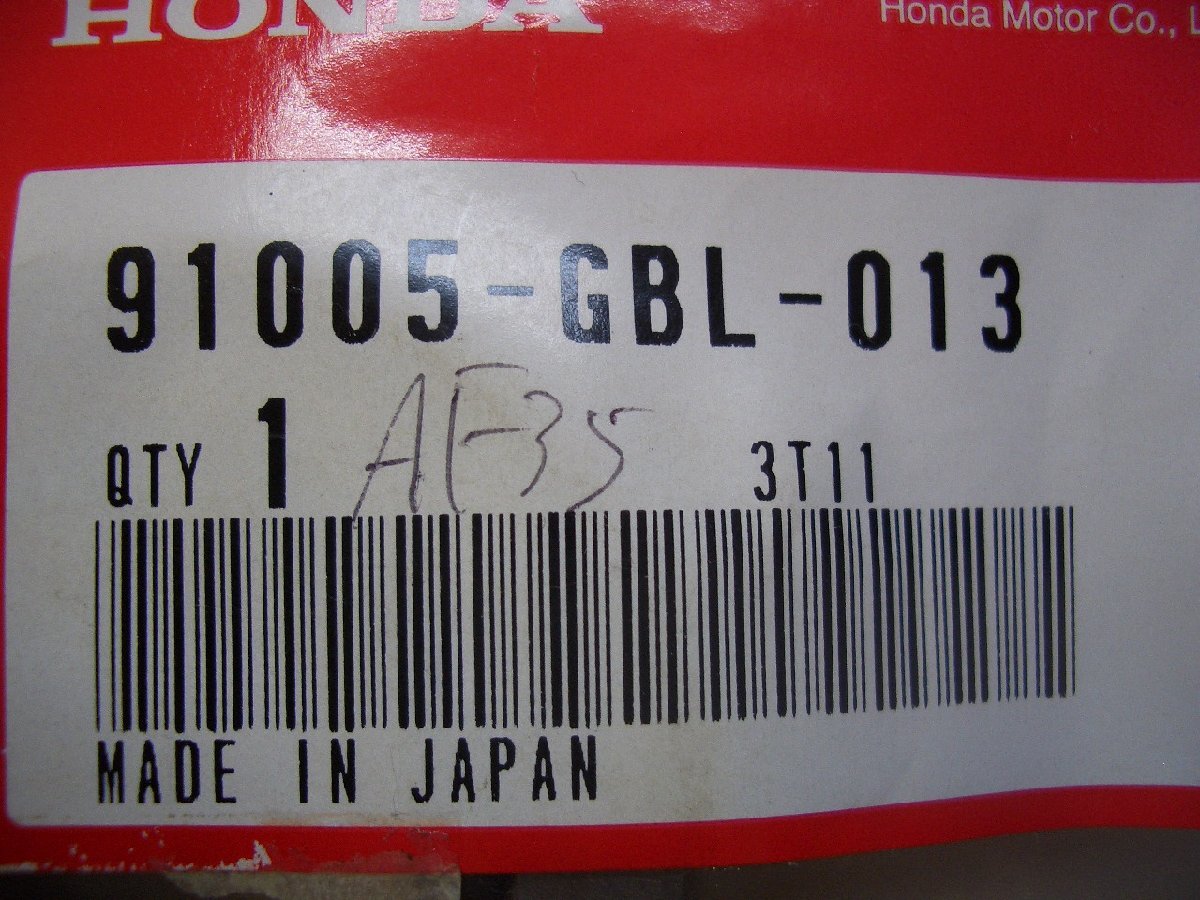 HONDA
Honda Motor Co., L
91005-GBL-013
QTY 1 AF35 3T11
MADE IN JAPAN